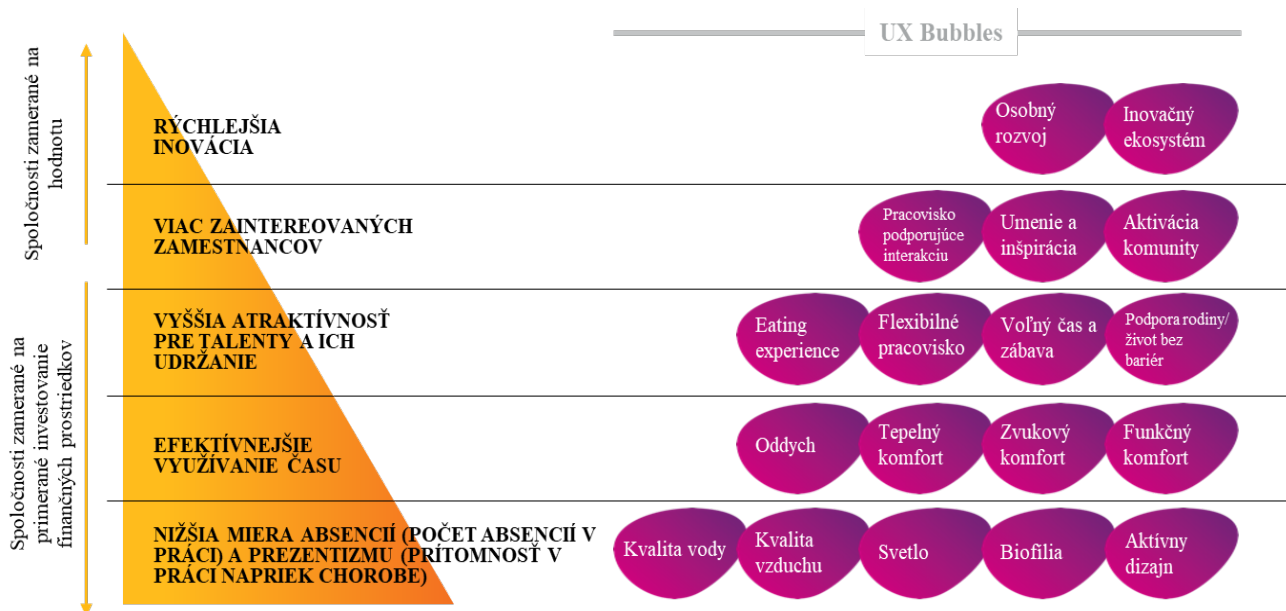 UX Bubbles
Spoločnosti zamerané na
hodnotu
RÝCHLEJŠIA
INOVÁCIA
Osobný
rozvoj
Inovačný
ekosystém
VIAC ZAINTEREOVANÝCH
ZAMESTNANCOV
Pracovisko
podporujúce
interakciu
Umenie a
inšpirácia
Aktivácia
komunity
Spoločnosti zamerané na
primerané investovanie
finančných prostriedkov
VYŠŠIA ATRAKTÍVNOSŤ
PRE TALENTY A ICH
UDRŽANIE
Eating
experience
Flexibilné
pracovisko
Voľný čas a
zábava
Podpora rodiny/
život bez
bariér
EFEKTÍVNEJŠIE
VYUŽÍVANIE ČASU
Oddych
Tepelný
komfort
Zvukový
komfort
Funkčný
komfort
NIŽŠIA MIERA ABSENCIÍ (POČET ABSENCIÍ V
PRÁCI) A PREZENTIZMU (PRÍTOMNOSŤ V
PRÁCI NAPRIEK CHOROBE)
Kvalita vody
Kvalita
vzduchu
Svetlo
Biofília
Aktívny
dizajn